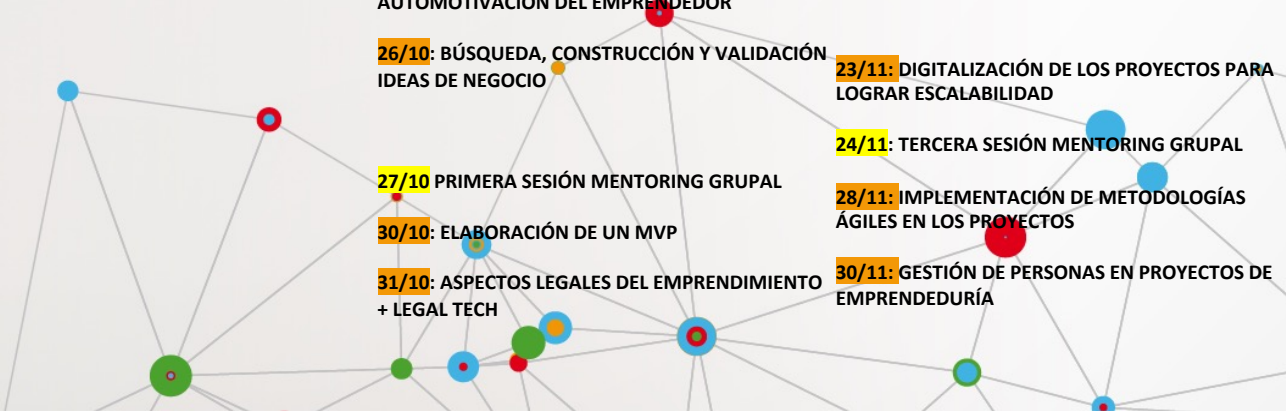 AUTOMOTIVACIÓN DEL EMPRENDEDOR
26/10: BÚSQUEDA, CONSTRUCCIÓN Y VALIDACIÓN
IDEAS DE NEGOCIO
27/10 PRIMERA SESIÓN MENTORING GRUPAL
30/10: ELABORACIÓN DE UN MVP
31/10: ASPECTOS LEGALES DEL EMPRENDIMIENTO
+ LEGAL TECH
23/11: DIGITALIZACIÓN DE LOS PROYECTOS PARA
LOGRAR ESCALABILIDAD
24/11: TERCERA SESIÓN MENTORING GRUPAL
28/11: IMPLEMENTACIÓN DE METODOLOGÍAS
ÁGILES EN LOS PROYECTOS
30/11: GESTIÓN DE PERSONAS EN PROYECTOS DE
EMPRENDEDURÍA